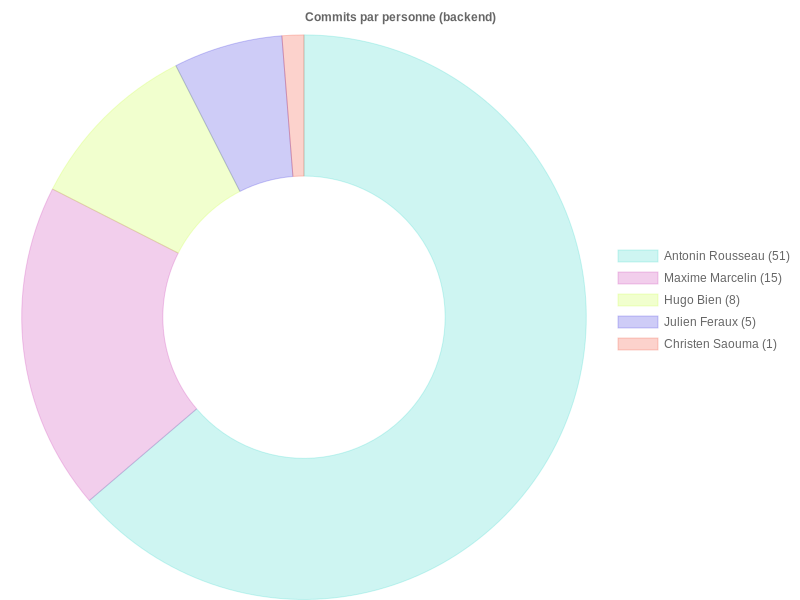 Commits par personne (backend)
Antonin Rousseau (51)
Maxime Marcelin (15)
Hugo Bien (8)
Julien Feraux (5)
Christen Saouma (1)